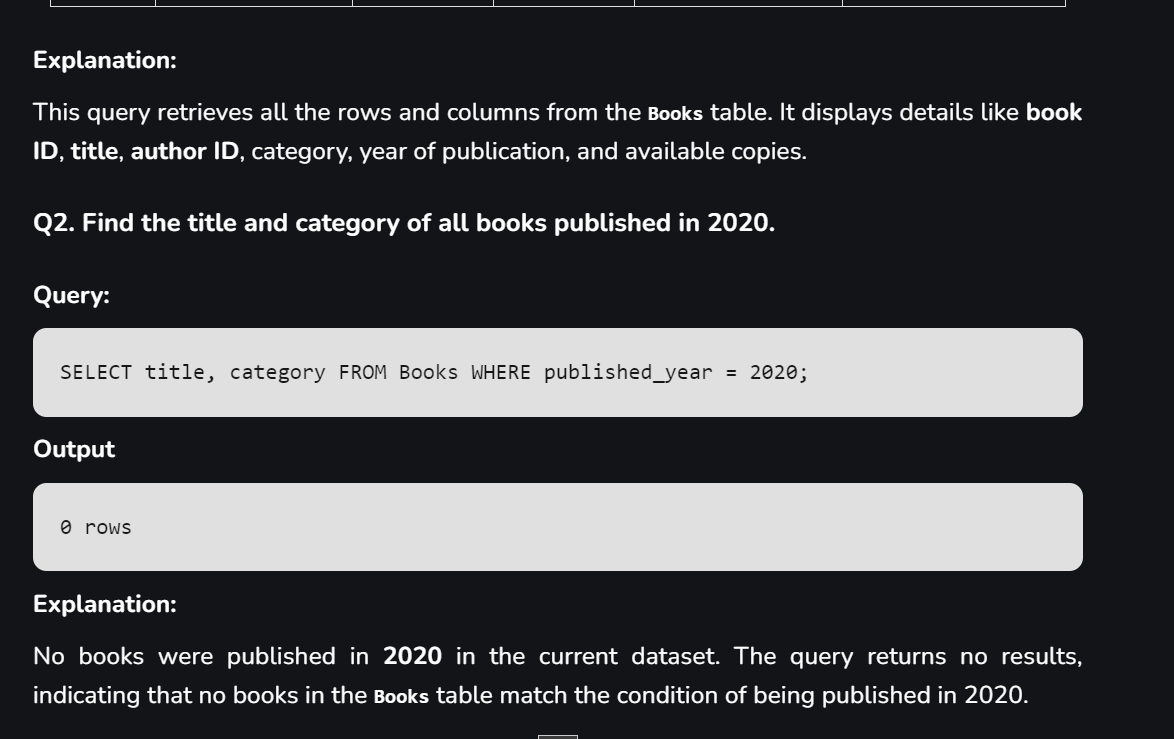 Explanation:
This query retrieves all the rows and columns from the Books table. It displays details like book
ID, title, author ID, category, year of publication, and available copies.
Q2. Find the title and category of all books published in 2020.
Query:
SELECT title, category FROM Books WHERE published_year = 2020;
Output
0 rows
Explanation:
No books were published in 2020 in the current dataset. The query returns no results,
indicating that no books in the Books table match the condition of being published in 2020.